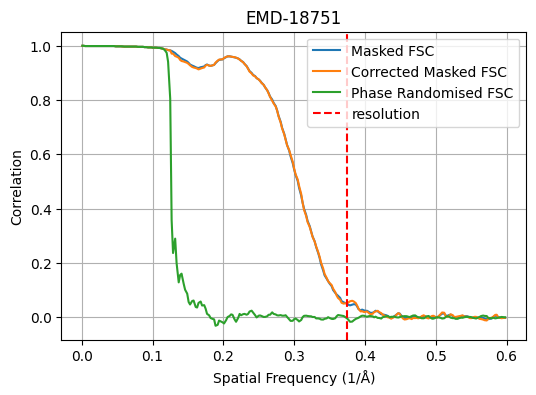 EMD-18751
Masked FSC
Corrected Masked FSC
Phase Randomised FSC
resolution
Correlation
1.0
0.8
0.6
0.4
0.2
0.0
0.0 0.1 0.2 0.3 0.4 0.5 0.6
Spatial Frequency (1/Å)